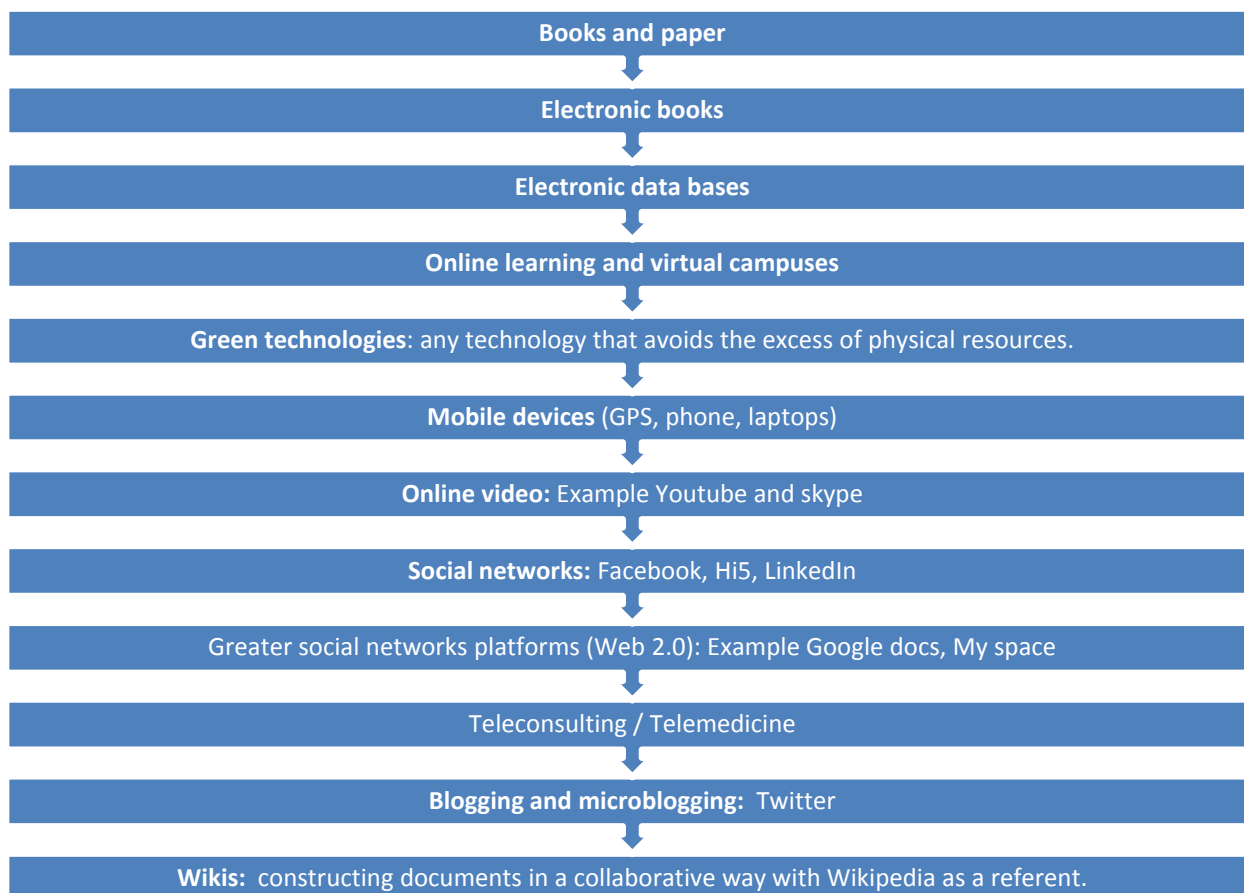 Books and paper
Electronic books
Electronic data bases
Online learning and virtual campuses
Green technologies: any technology that avoids the excess of physical resources.
Mobile devices (GPS, phone, laptops)
Online video: Example Youtube and skype
Social networks: Facebook, Hi5, LinkedIn
Greater social networks platforms (Web 2.0): Example Google docs, My space
Teleconsulting / Telemedicine
Blogging and microblogging: Twitter
Wikis: constructing documents in a collaborative way with Wikipedia as a referent.